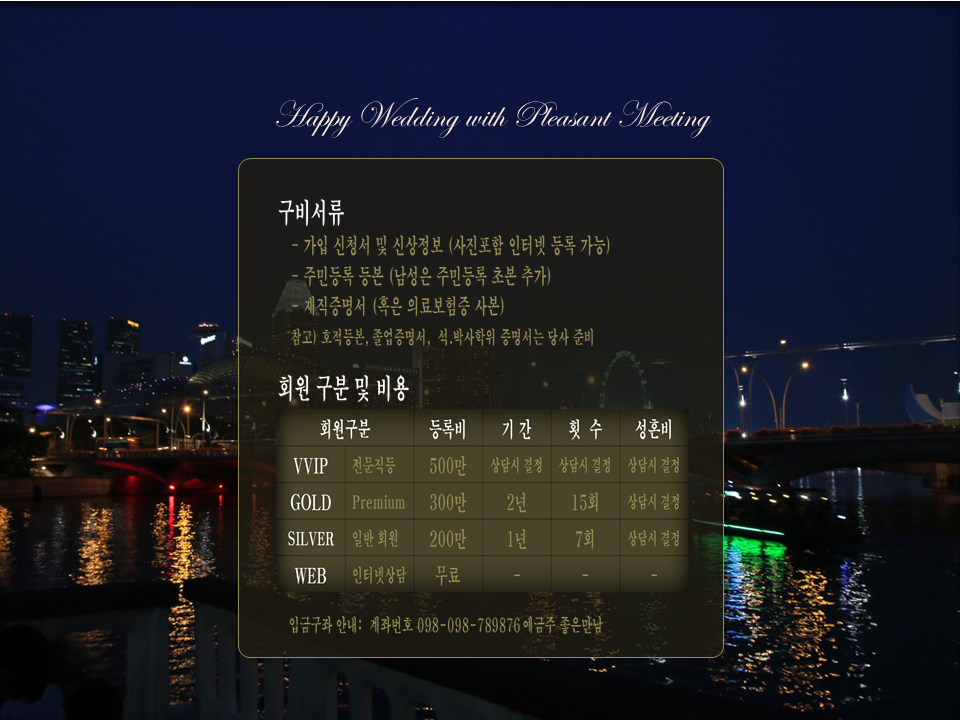 Happy Wedding with Pleasant Meeting
구비서류
- 가입 신청서 및 신상정보 (사진포함 인터넷 등록 가능)
- 주민등록 등본 (남성은 주민등록 초본 추가)
- 재직증명서 (혹은 의료보험증 사본)
참고) 호적등본, 졸업증명서, 석.박사학위 증명서는 당사 준비
회원 구분 및 비용
회원구분 등록비 기 간 횟 수 성혼비
VVIP 전문직등 500만 상담시 결정 상담시 결정 상담시 결정
GOLD Premium 300만 2년 15회 상담시 결정
SILVER 일반 회원 200만 1년 7회 상담시 결정
WEB 인터넷상담 무료 - - -
입금구좌 안내: 계좌번호 098-098-789876 예금주 좋은만남